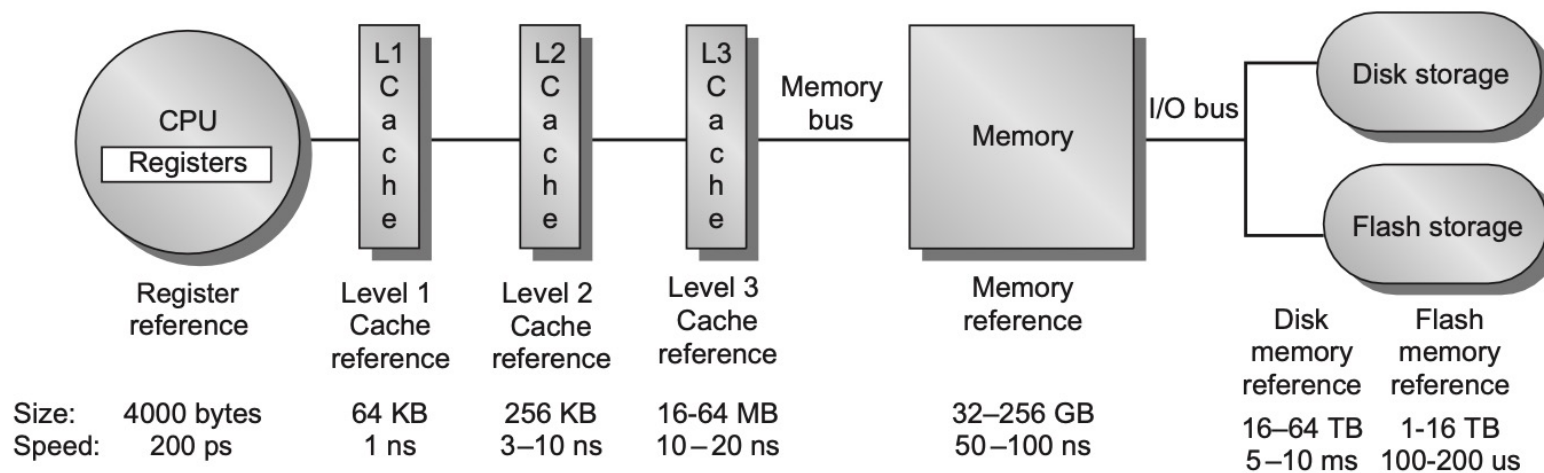 CPU
Registers
L1
C
a
c
h
e
L2
C
a
c
h
e
L3
C
a
c
h
e
Memory
bus
Memory
I/O bus
Disk storage
Flash storage
Register
reference
Level 1
Cache
reference
Level 2
Cache
reference
Level 3
Cache
reference
Memory
reference
Disk
memory
reference
Flash
memory
reference
Size: 4000 bytes 64 KB 256 KB 16-64 MB 32–256 GB 16–64 TB 1-16 TB
Speed: 200 ps 1 ns 3–10 ns 10–20 ns 50–100 ns 5–10 ms 100-200 us